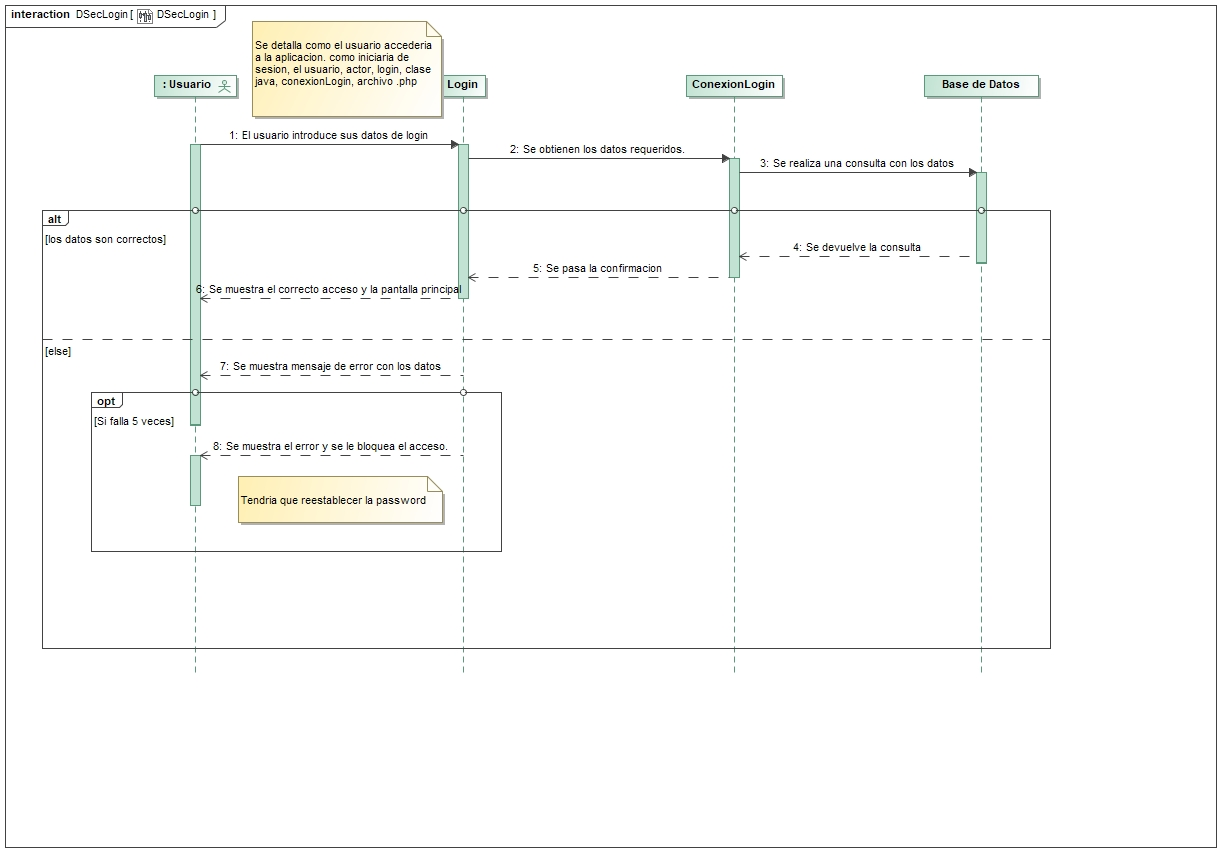 interaction DSecLogin [ DSecLogin ]
Se detalla como el usuario accederia
a la aplicacion. como iniciaria de
sesion, el usuario, actor, login, clase
java, conexionLogin, archivo .php
: Usuario
Login
ConexionLogin
Base de Datos
1: El usuario introduce sus datos de login
2: Se obtienen los datos requeridos.
3: Se realiza una consulta con los datos
alt
[los datos son correctos]
4: Se devuelve la consulta
5: Se pasa la confirmacion
6: Se muestra el correcto acceso y la pantalla principal
[else]
7: Se muestra mensaje de error con los datos
opt
[Si falla 5 veces]
8: Se muestra el error y se le bloquea el acceso.
Tendria que reestablecer la password